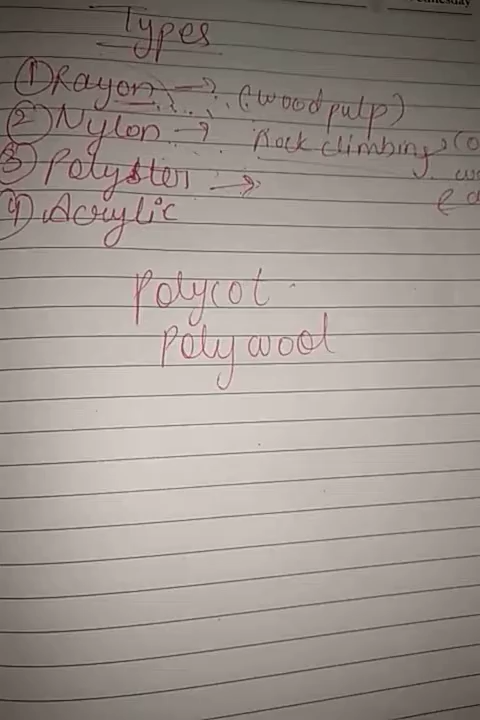 Types
① Rayon → (wood pulp)
② Nylon → Rock climbing, (o
③ Polyster →
④ Acrylic
Polycot
Polywool